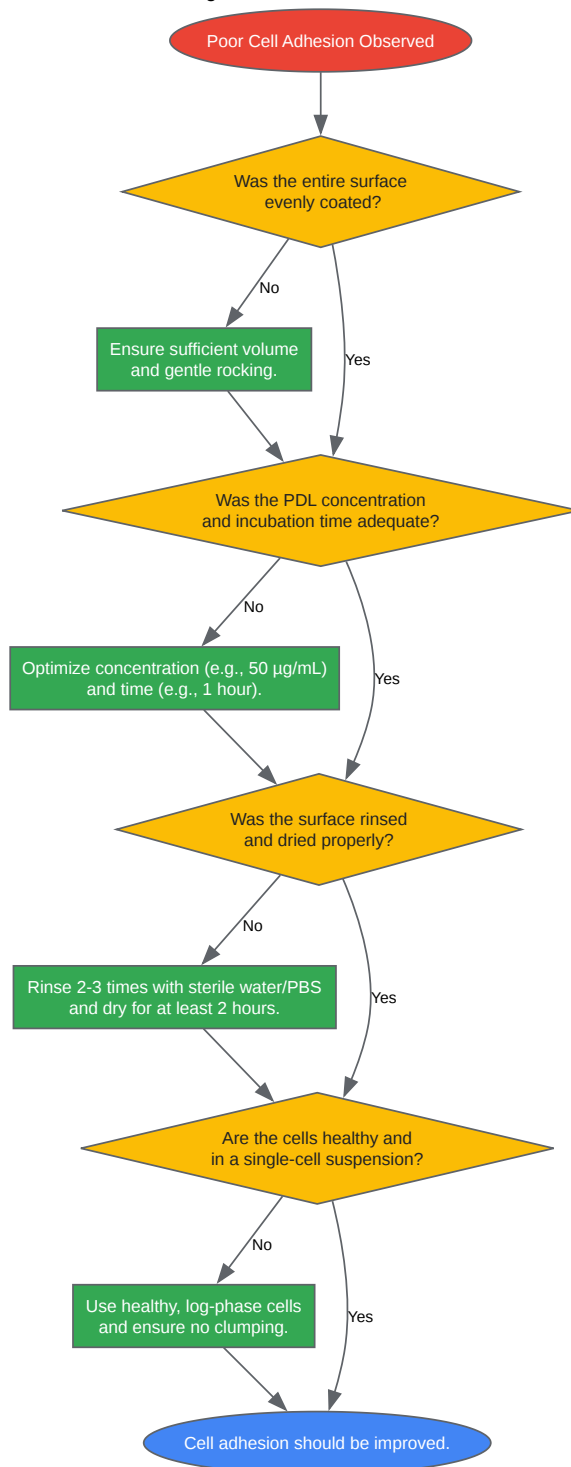 Poor Cell Adhesion Observed
Was the entire surface
evenly coated?
No
Ensure sufficient volume
and gentle rocking.
Yes
Was the PDL concentration
and incubation time adequate?
No
Optimize concentration (e.g., 50 µg/mL)
and time (e.g., 1 hour).
Yes
Was the surface rinsed
and dried properly?
No
Rinse 2-3 times with sterile water/PBS
and dry for at least 2 hours.
Yes
Are the cells healthy and
in a single-cell suspension?
No
Use healthy, log-phase cells
and ensure no clumping.
Yes
Cell adhesion should be improved.